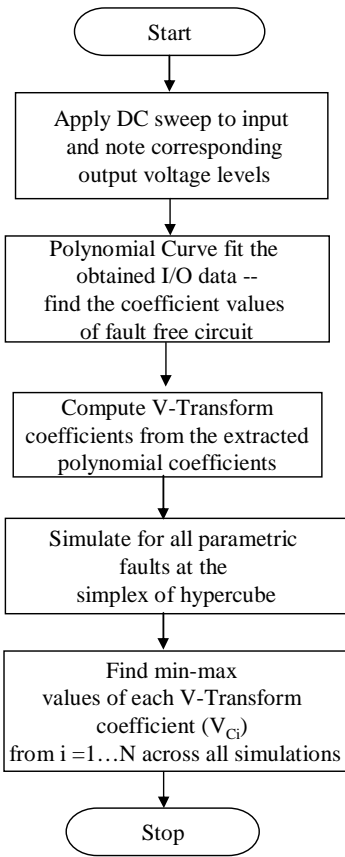 Start
Apply DC sweep to input
and note corresponding
output voltage levels
Polynomial Curve fit the
obtained I/O data --
find the coefficient values
of fault free circuit
Compute V-Transform
coefficients from the extracted
polynomial coefficients
Simulate for all parametric
faults at the
simplex of hypercube
Find min-max
values of each V-Transform
coefficient (V_Ci)
from i =1…N across all simulations
Stop